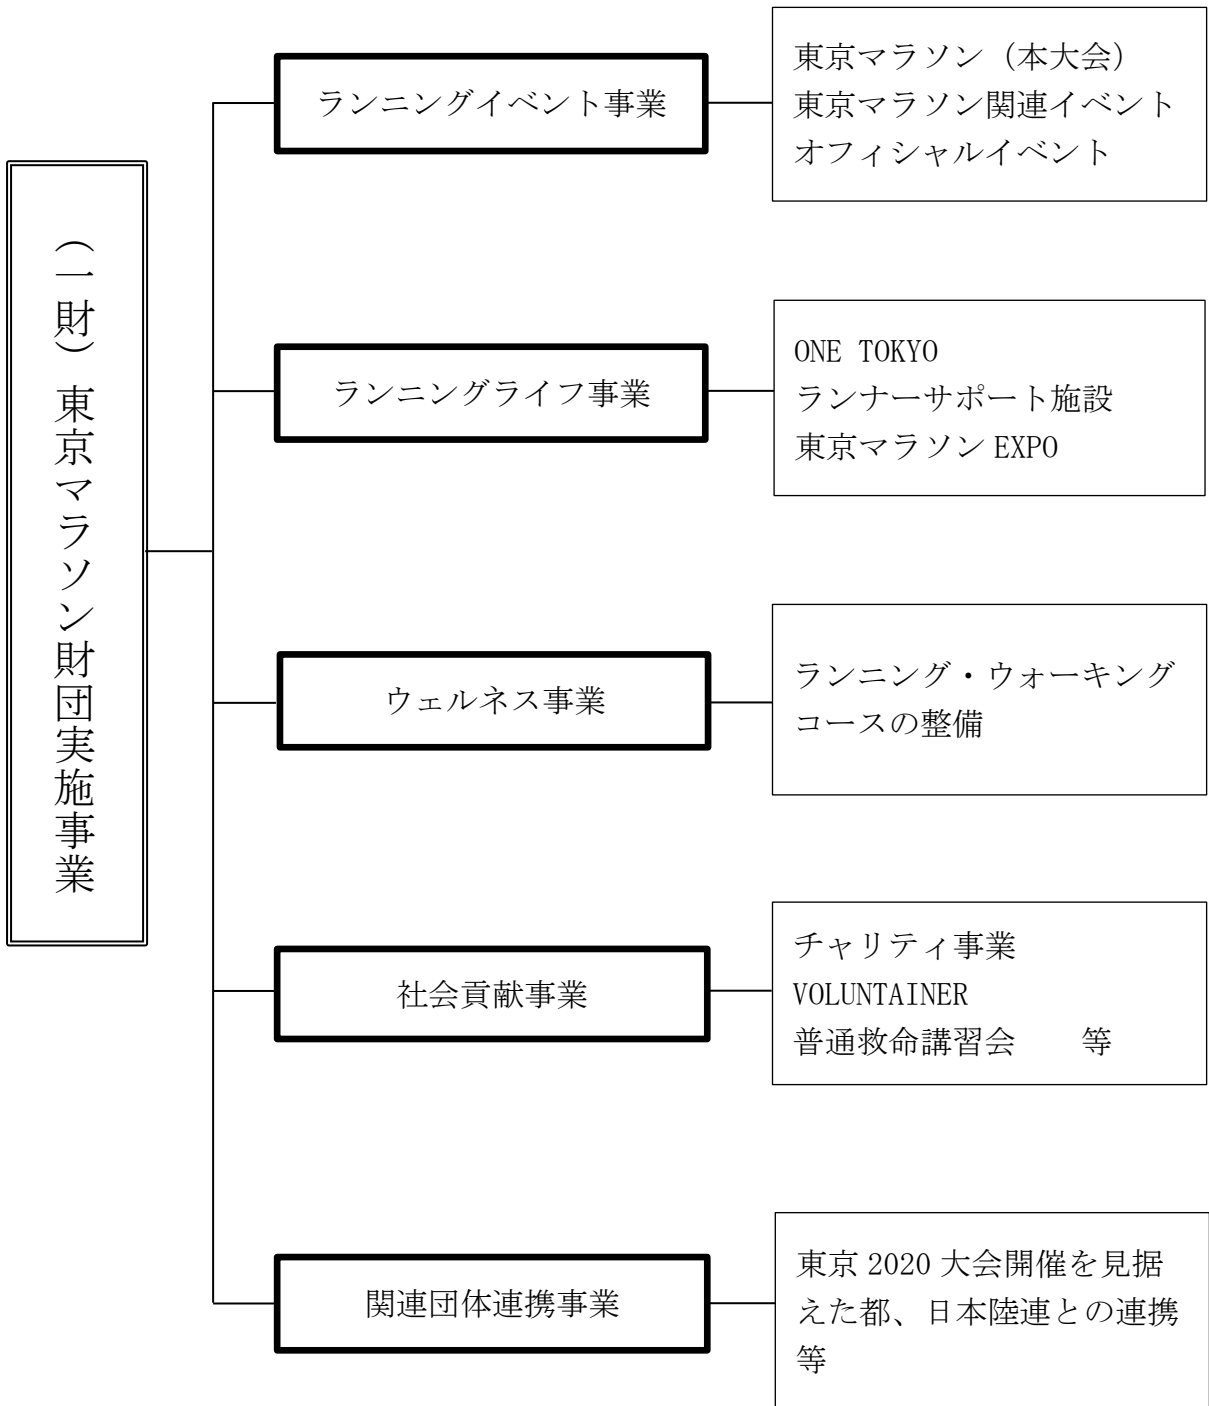 （一財）東京マラソン財団実施事業
ランニングイベント事業
東京マラソン（本大会）
東京マラソン関連イベント
オフィシャルイベント
ランニングライフ事業
ONE TOKYO
ランナーサポート施設
東京マラソン EXPO
ウェルネス事業
ランニング・ウォーキング
コースの整備
社会貢献事業
チャリティ事業
VOLUNTAINER
普通救命講習会　　等
関連団体連携事業
東京 2020 大会開催を見据
えた都、日本陸連との連携
等